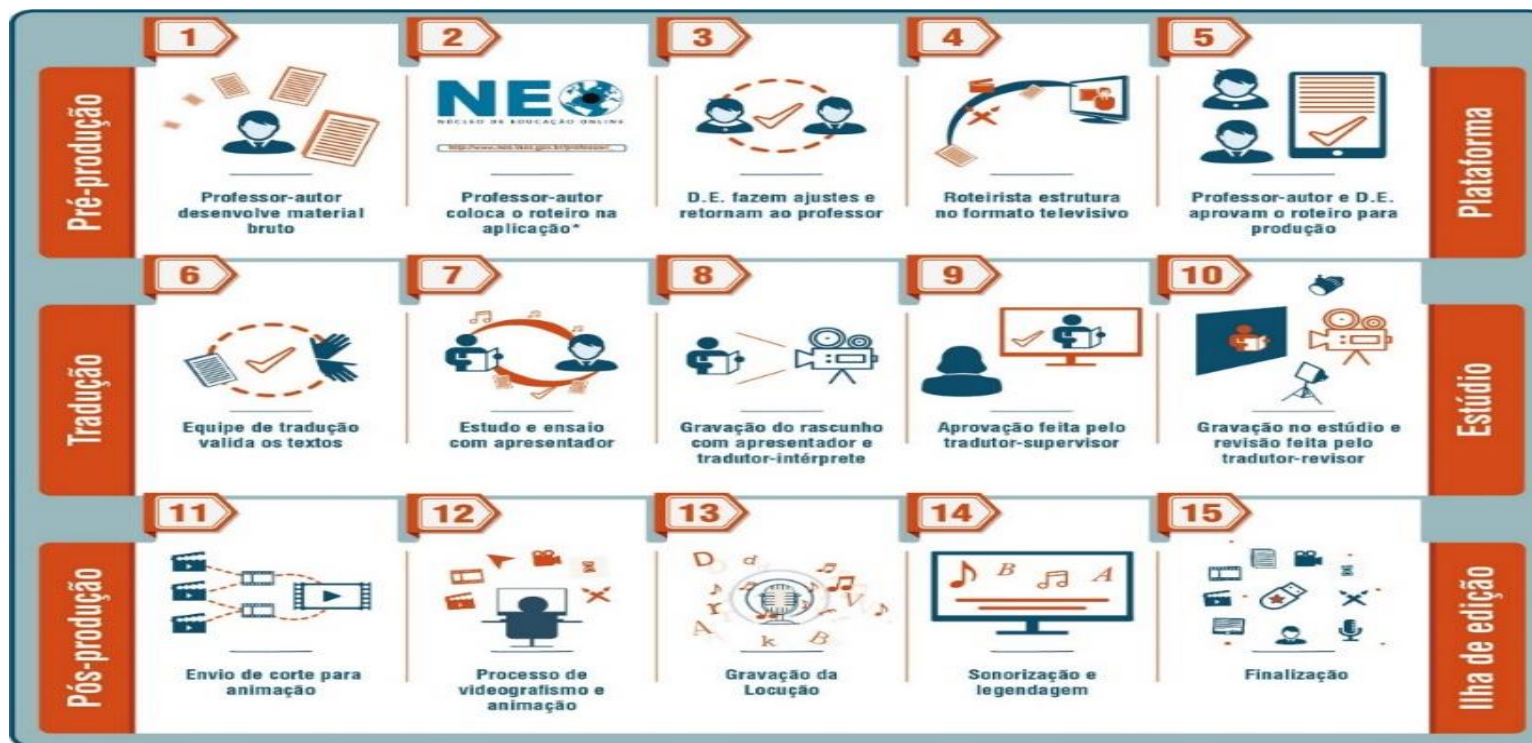 1
2
3
4
5
Pré-produção
NEO
NÚCLEO DE EDUCAÇÃO ONLINE
Professor-autor
desenvolve material
bruto
Professor-autor
coloca o roteiro na
aplicação*
D.E. fazem ajustes e
retornam ao professor
Roteirista estrutura
no formato televisivo
Professor-autor e D.E.
aprovam o roteiro para
produção
Plataforma
6
7
8
9
10
Tradução
Equipe de tradução
valida os textos
Estudo e ensaio
com apresentador
Gravação do rascunho
com apresentador e
tradutor-intérprete
Aprovação feita pelo
tradutor-supervisor
Gravação no estúdio e
revisão feita pelo
tradutor-revisor
Estúdio
11
12
13
14
15
Pós-produção
D d
r V
A k B
B A
Envio de corte para
animação
Processo de
videografismo e
animação
Gravação da
Locução
Sonorização e
legendagem
Finalização
Ilha de edição